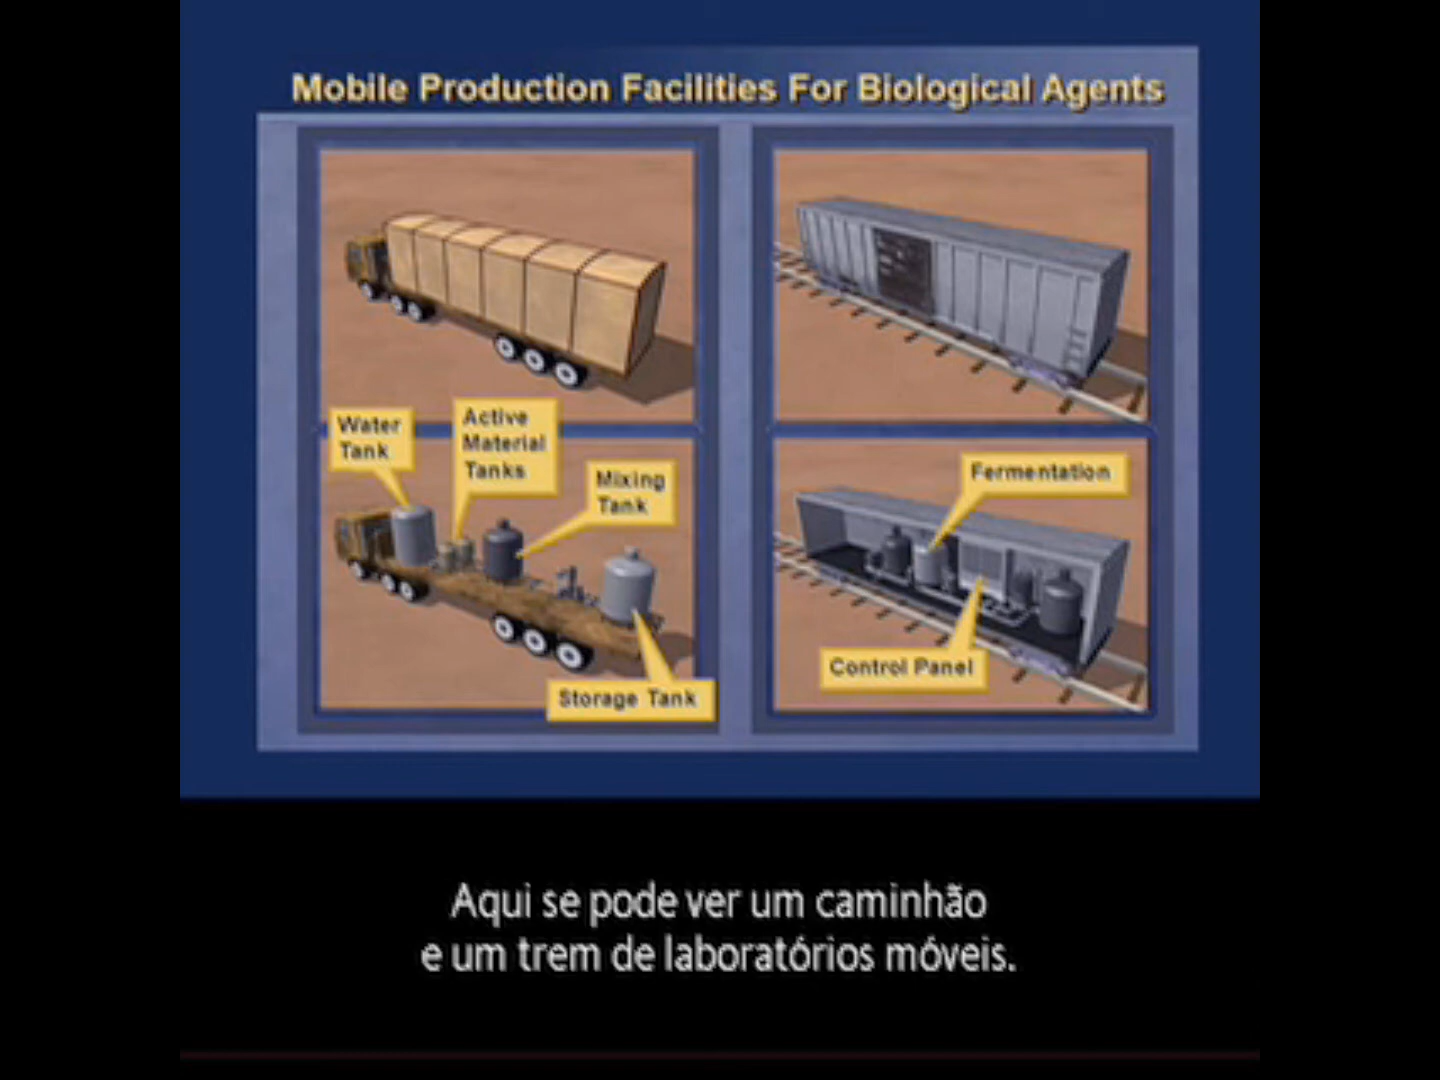 Mobile Production Facilities For Biological Agents
Water
Tank
Active
Material
Tanks
Mixing
Tank
Storage Tank
Fermentation
Control Panel
Aqui se pode ver um caminhão
e um trem de laboratórios móveis.